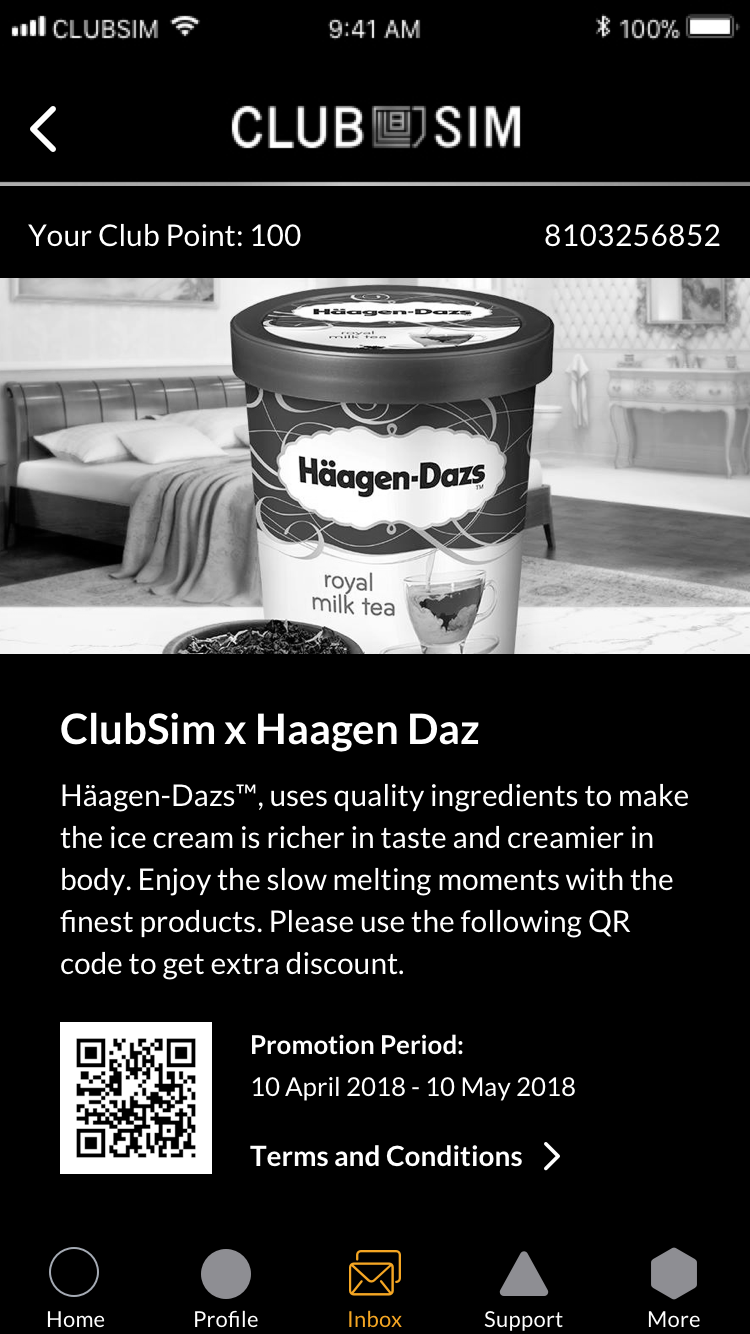 CLUBSIM 9:41 AM 100%
CLUB SIM
Your Club Point: 100 8103256852
Häagen-Dazs
royal
milk tea
Häagen-Dazs™
royal
milk tea
ClubSim x Haagen Daz
Häagen-Dazs™, uses quality ingredients to make
the ice cream is richer in taste and creamier in
body. Enjoy the slow melting moments with the
finest products. Please use the following QR
code to get extra discount.
Promotion Period:
10 April 2018 - 10 May 2018
Terms and Conditions
Home Profile Inbox Support More